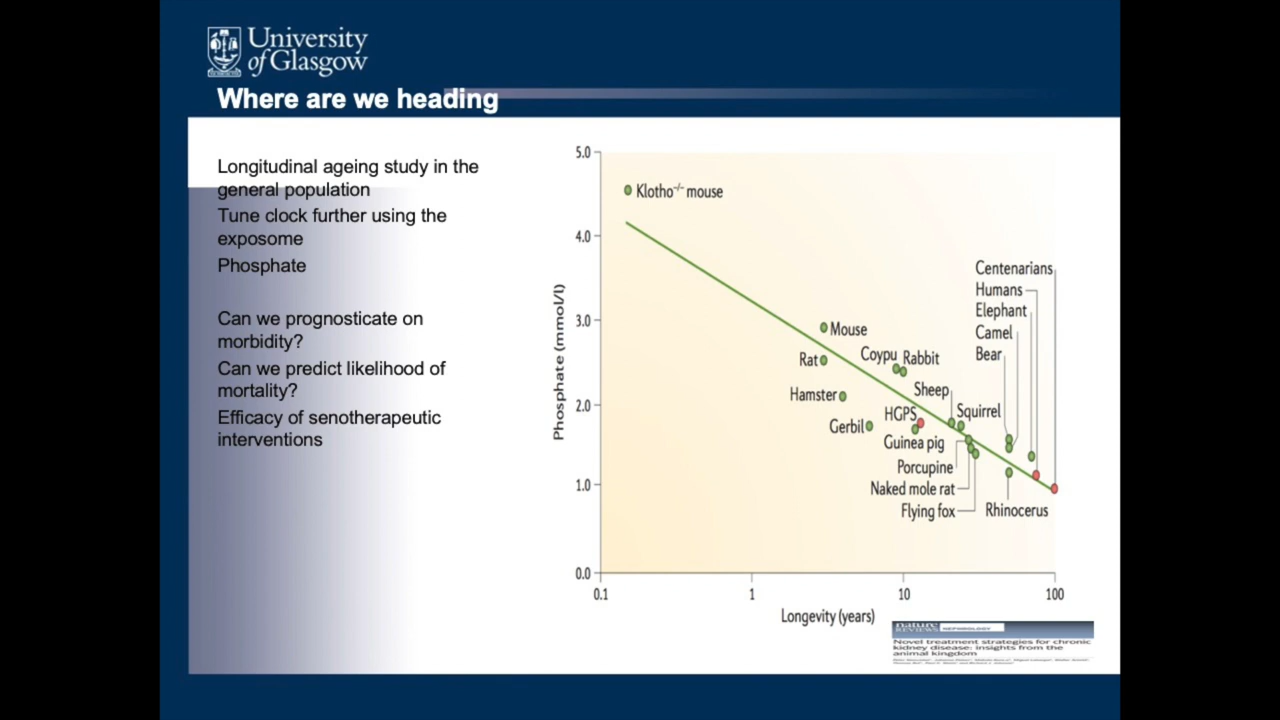 University
of Glasgow
Where are we heading
Longitudinal ageing study in the
general population
Tune clock further using the
exposome
Phosphate
Can we prognosticate on
morbidity?
Can we predict likelihood of
mortality?
Efficacy of senotherapeutic
interventions
5.0
4.0
3.0
2.0
1.0
0.0
Phosphate (mmol/l)
Klotho-/- mouse
Mouse
Rat
Coypu
Rabbit
Hamster
Sheep
HGPS
Squirrel
Gerbil
Guinea pig
Porcupine
Naked mole rat
Flying fox
Rhinocerus
Centenarians
Humans
Elephant
Camel
Bear
0.1
1
10
100
Longevity (years)
nature
REVIEWS NEPHROLOGY
Novel treatment strategies for chronic
kidney disease: insights from the
animal kingdom